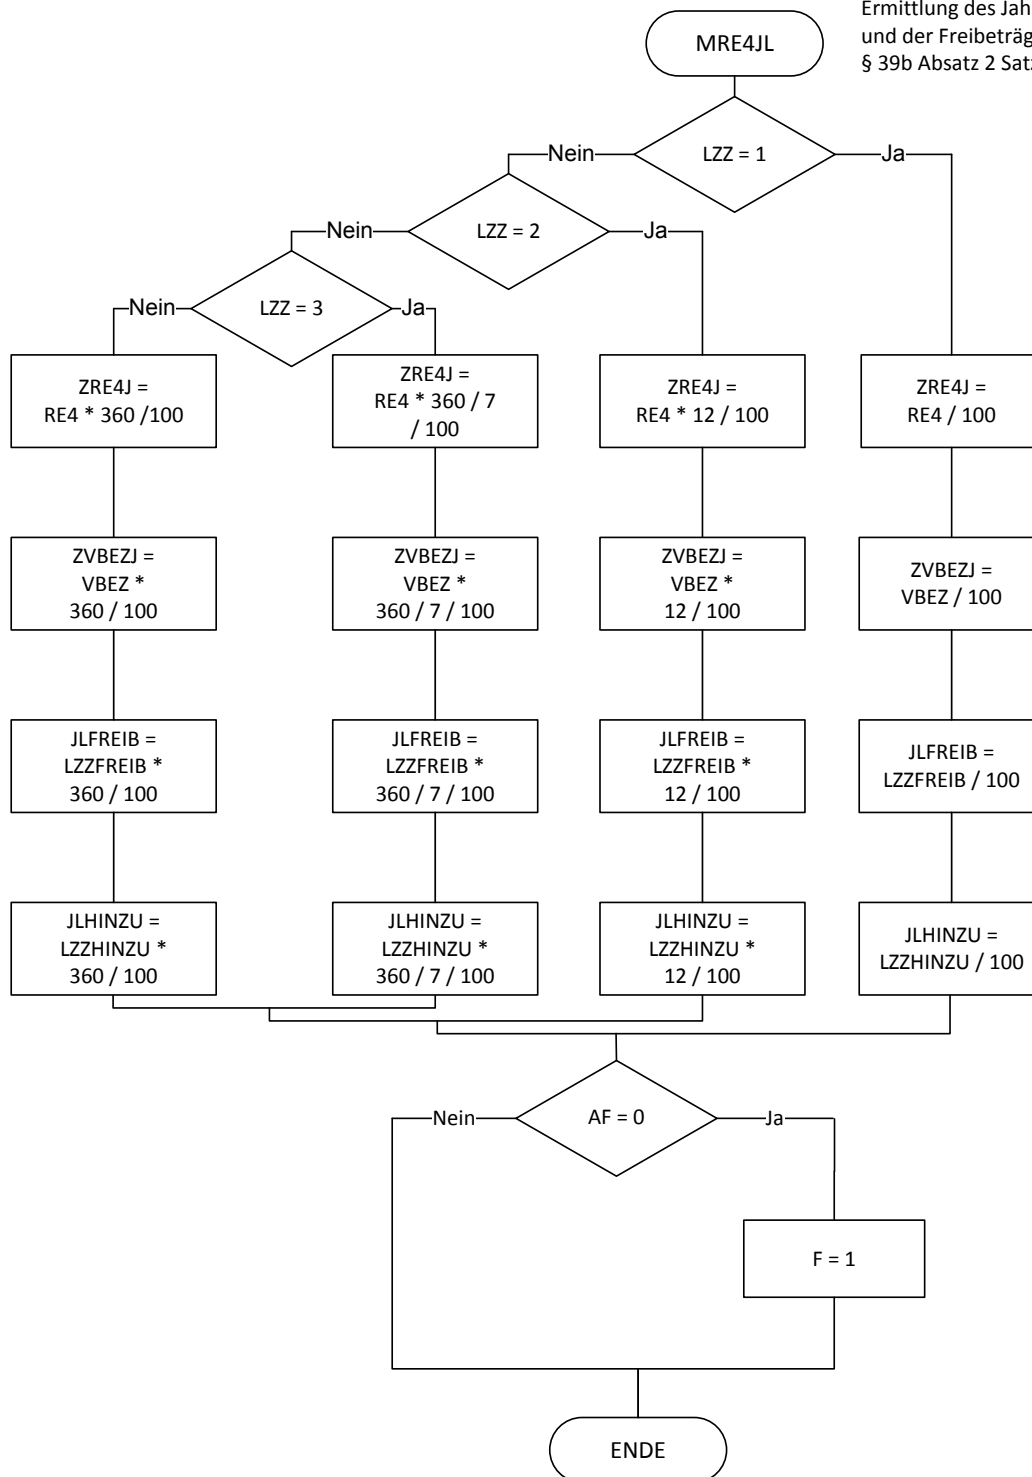 Ermittlung des Jah
und der Freibeträg
§ 39b Absatz 2 Satz
MRE4JL
LZZ = 1
Nein
Ja
LZZ = 2
Nein
Ja
LZZ = 3
Nein
Ja
ZRE4J =
RE4 * 360 /100
ZRE4J =
RE4 * 360 / 7
/ 100
ZRE4J =
RE4 * 12 / 100
ZRE4J =
RE4 / 100
ZVBEZJ =
VBEZ *
360 / 100
ZVBEZJ =
VBEZ *
360 / 7 / 100
ZVBEZJ =
VBEZ *
12 / 100
ZVBEZJ =
VBEZ / 100
JLFREIB =
LZZFREIB *
360 / 100
JLFREIB =
LZZFREIB *
360 / 7 / 100
JLFREIB =
LZZFREIB *
12 / 100
JLFREIB =
LZZFREIB / 100
JLHINZU =
LZZHINZU *
360 / 100
JLHINZU =
LZZHINZU *
360 / 7 / 100
JLHINZU =
LZZHINZU *
12 / 100
JLHINZU =
LZZHINZU / 100
AF = 0
Nein
Ja
F = 1
ENDE